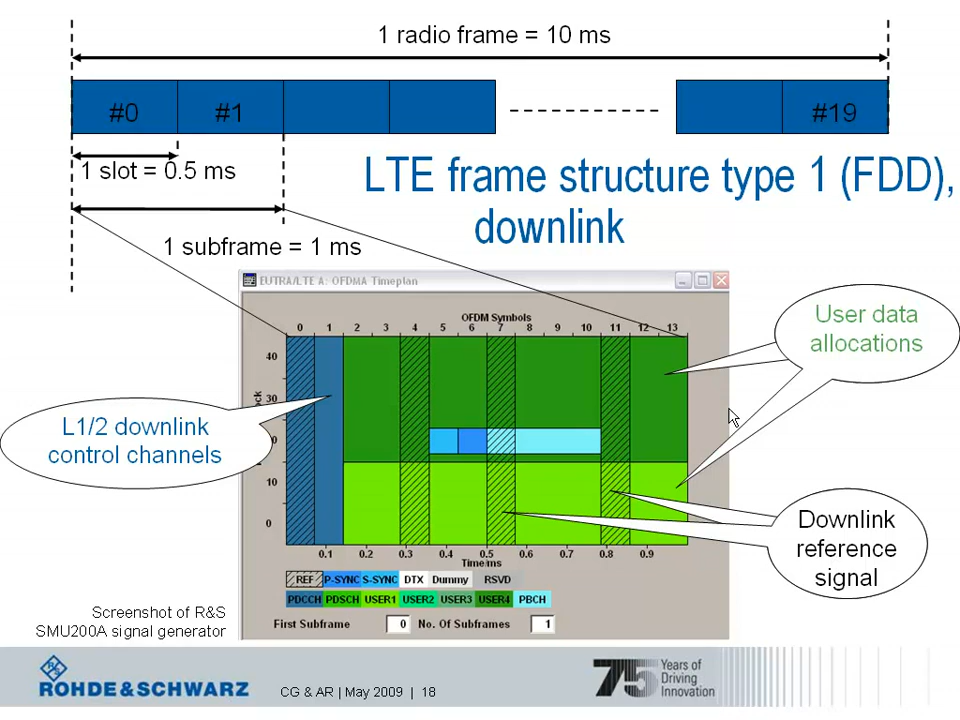 1 radio frame = 10 ms
#0 #1 #19
1 slot = 0.5 ms
LTE frame structure type 1 (FDD),
downlink
1 subframe = 1 ms
EUTRA/LTE A: OFDMA Timeplan
OFDM Symbols
0 1 2 3 4 5 6 7 8 9 10 11 12 13
User data
allocations
40
30
10
0
L1/2 downlink
control channels
Downlink
reference
signal
0.1 0.2 0.3 0.4 0.5 0.6 0.7 0.8 0.9
Time/ms
REF P-SYNC S-SYNC DTX Dummy RSVD
PDCCH PDSCH USER1 USER2 USER3 USER4 PBCH
First Subframe 0 No. Of Subframes 1
Screenshot of R&S
SMU200A signal generator
R&S
ROHDE & SCHWARZ
CG & AR | May 2009 | 18
75 Years of
Driving
Innovation